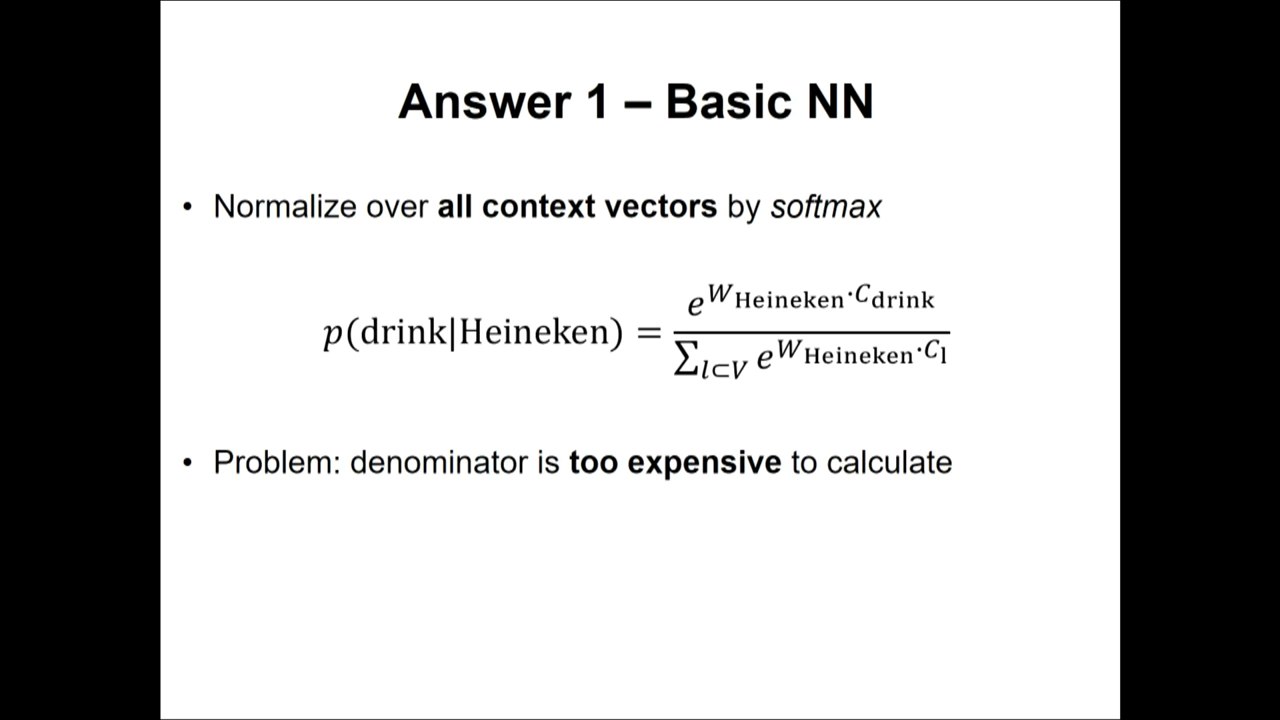 Answer 1 – Basic NN
• Normalize over all context vectors by softmax
p(drink|Heineken) = e^{W_Heineken·C_drink} / ∑_{l⊂V} e^{W_Heineken·C_l}
• Problem: denominator is too expensive to calculate